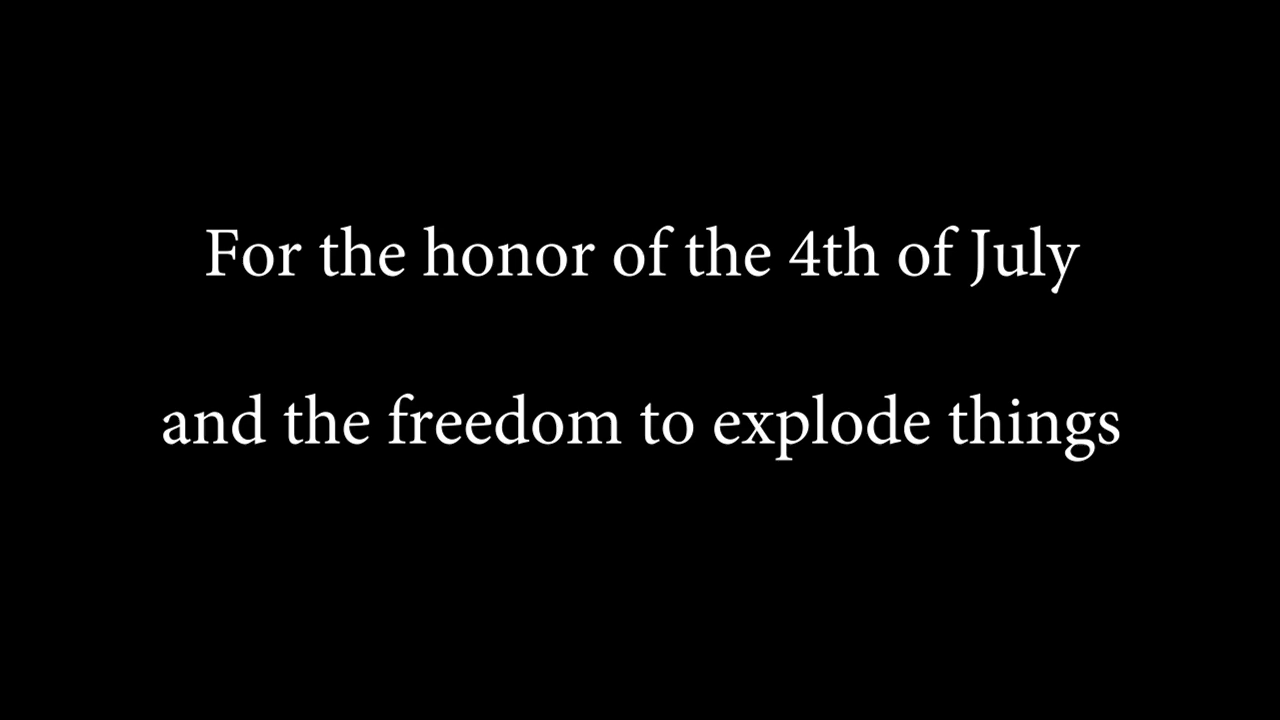 For the honor of the 4th of July
and the freedom to explode things